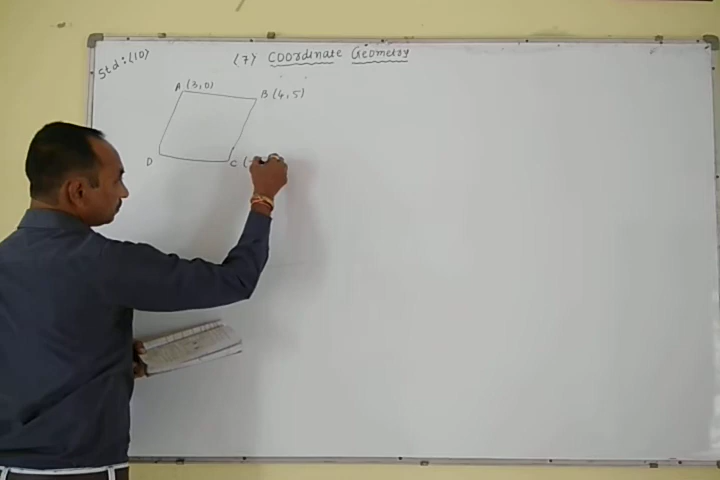 Std:(10)
(7) Coordinate Geometry
A (3,0)
B (4,5)
D
C (-